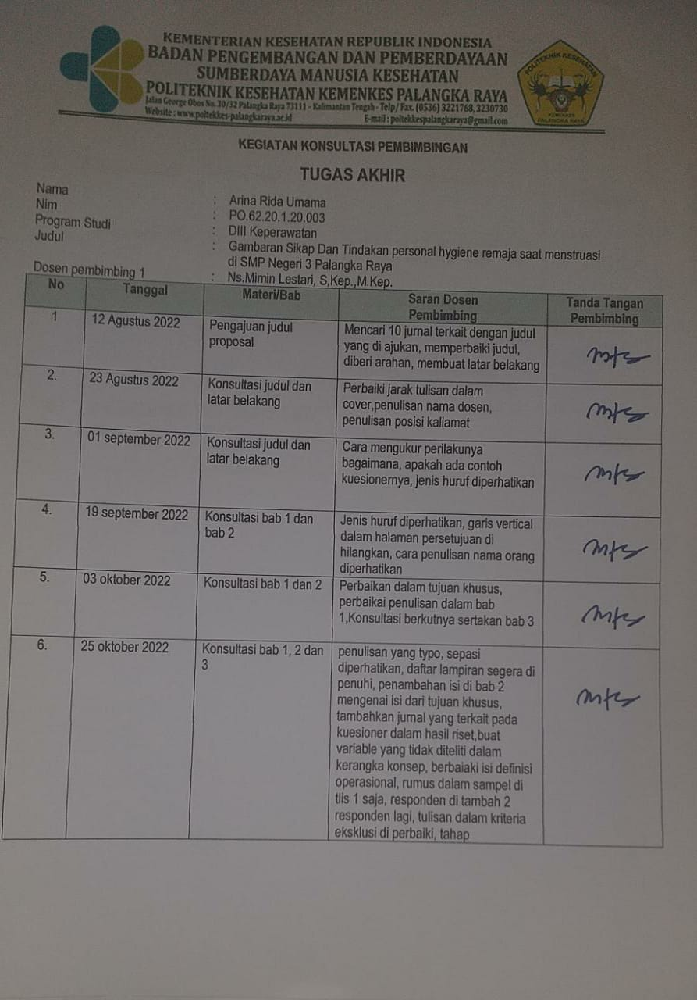 KEMENTERIAN KESEHATAN REPUBLIK INDONESIA
BADAN PENGEMBANGAN DAN PEMBERDAYAAN
SUMBERDAYA MANUSIA KESEHATAN
POLITEKNIK KESEHATAN KEMENKES PALANGKA RAYA
Jalan George Obos No. 30/32 Palangka Raya 73111 - Kalimantan Tengah - Telp/ Fax. (0536) 3221768, 3230730
Website : www.poltekkes-palangkaraya.ac.id E-mail : poltekkespalangkaraya@gmail.com
POLITEKNIK KESEHATAN
KEMENKES
PALANGKA RAYA
KEGIATAN KONSULTASI PEMBIMBINGAN
TUGAS AKHIR
Nama : Arina Rida Umama
Nim : PO.62.20.1.20.003
Program Studi : DIII Keperawatan
Judul : Gambaran Sikap Dan Tindakan personal hygiene remaja saat menstruasi
di SMP Negeri 3 Palangka Raya
Dosen pembimbing 1 : Ns.Mimin Lestari, S,Kep.,M.Kep.
No Tanggal Materi/Bab Saran Dosen Tanda Tangan
Pembimbing Pembimbing
1 12 Agustus 2022 Pengajuan judul Mencari 10 jurnal terkait dengan judul
proposal yang di ajukan, memperbaiki judul,
diberi arahan, membuat latar belakang
2. 23 Agustus 2022 Konsultasi judul dan Perbaiki jarak tulisan dalam
latar belakang cover,penulisan nama dosen,
penulisan posisi kaliamat
3. 01 september 2022 Konsultasi judul dan Cara mengukur perilakunya
latar belakang bagaimana, apakah ada contoh
kuesionernya, jenis huruf diperhatikan
4. 19 september 2022 Konsultasi bab 1 dan Jenis huruf diperhatikan, garis vertical
bab 2 dalam halaman persetujuan di
hilangkan, cara penulisan nama orang
diperhatikan
5. 03 oktober 2022 Konsultasi bab 1 dan 2 Perbaikan dalam tujuan khusus,
perbaikai penulisan dalam bab
1,Konsultasi berkutnya sertakan bab 3
6. 25 oktober 2022 Konsultasi bab 1, 2 dan penulisan yang typo, sepasi
3 diperhatikan, daftar lampiran segera di
penuhi, penambahan isi di bab 2
mengenai isi dari tujuan khusus,
tambahkan jurnal yang terkait pada
kuesioner dalam hasil riset,buat
variable yang tidak diteliti dalam
kerangka konsep, berbaiaki isi definisi
operasional, rumus dalam sampel di
tlis 1 saja, responden di tambah 2
responden lagi, tulisan dalam kriteria
eksklusi di perbaiki, tahap